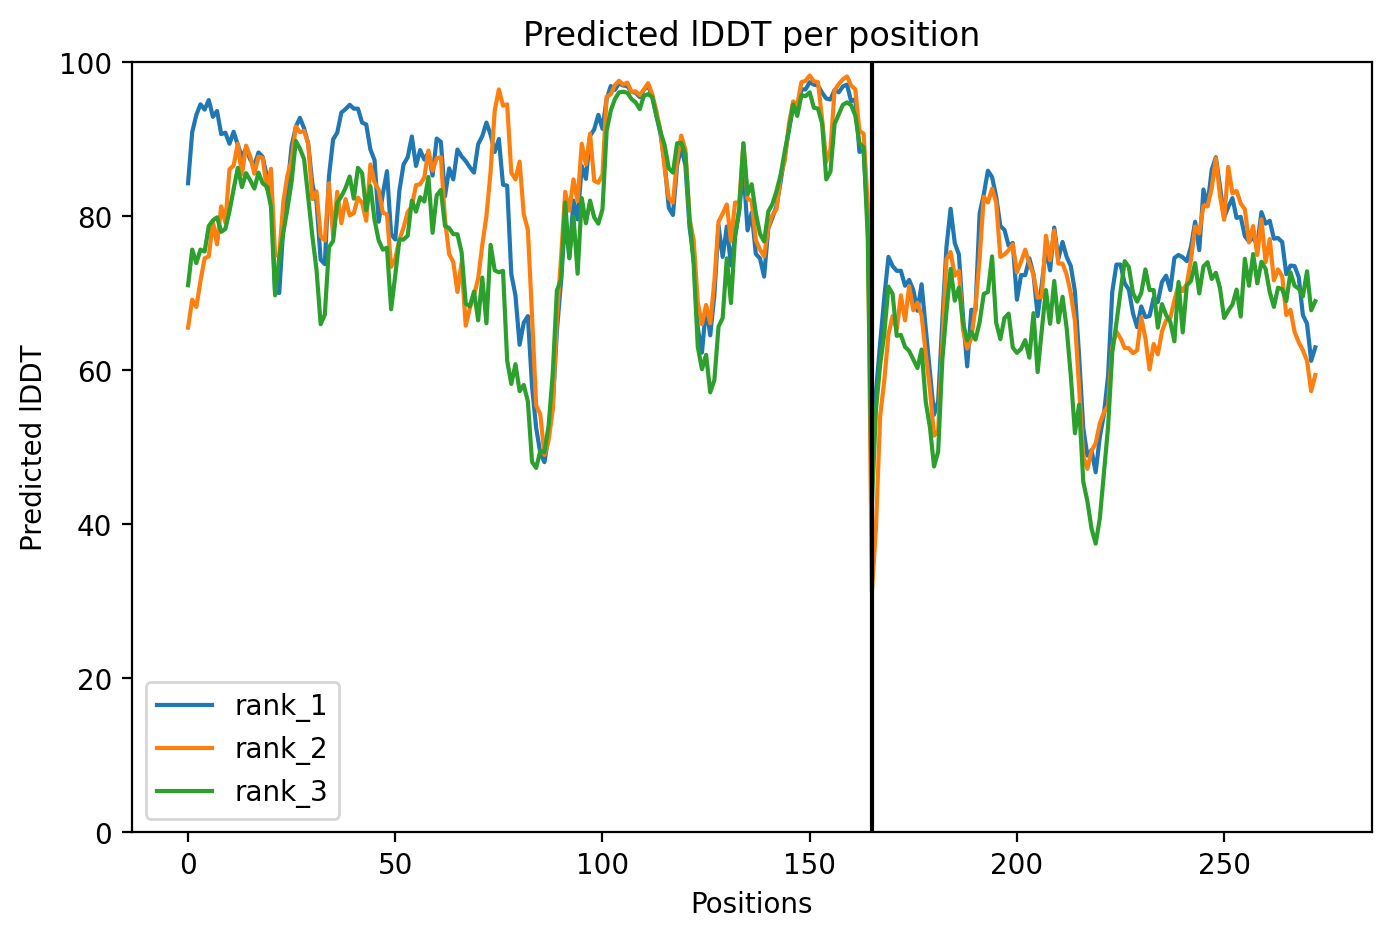 Predicted lDDT per position
100
80
60
40
20
0
Predicted lDDT
rank_1
rank_2
rank_3
0 50 100 150 200 250
Positions